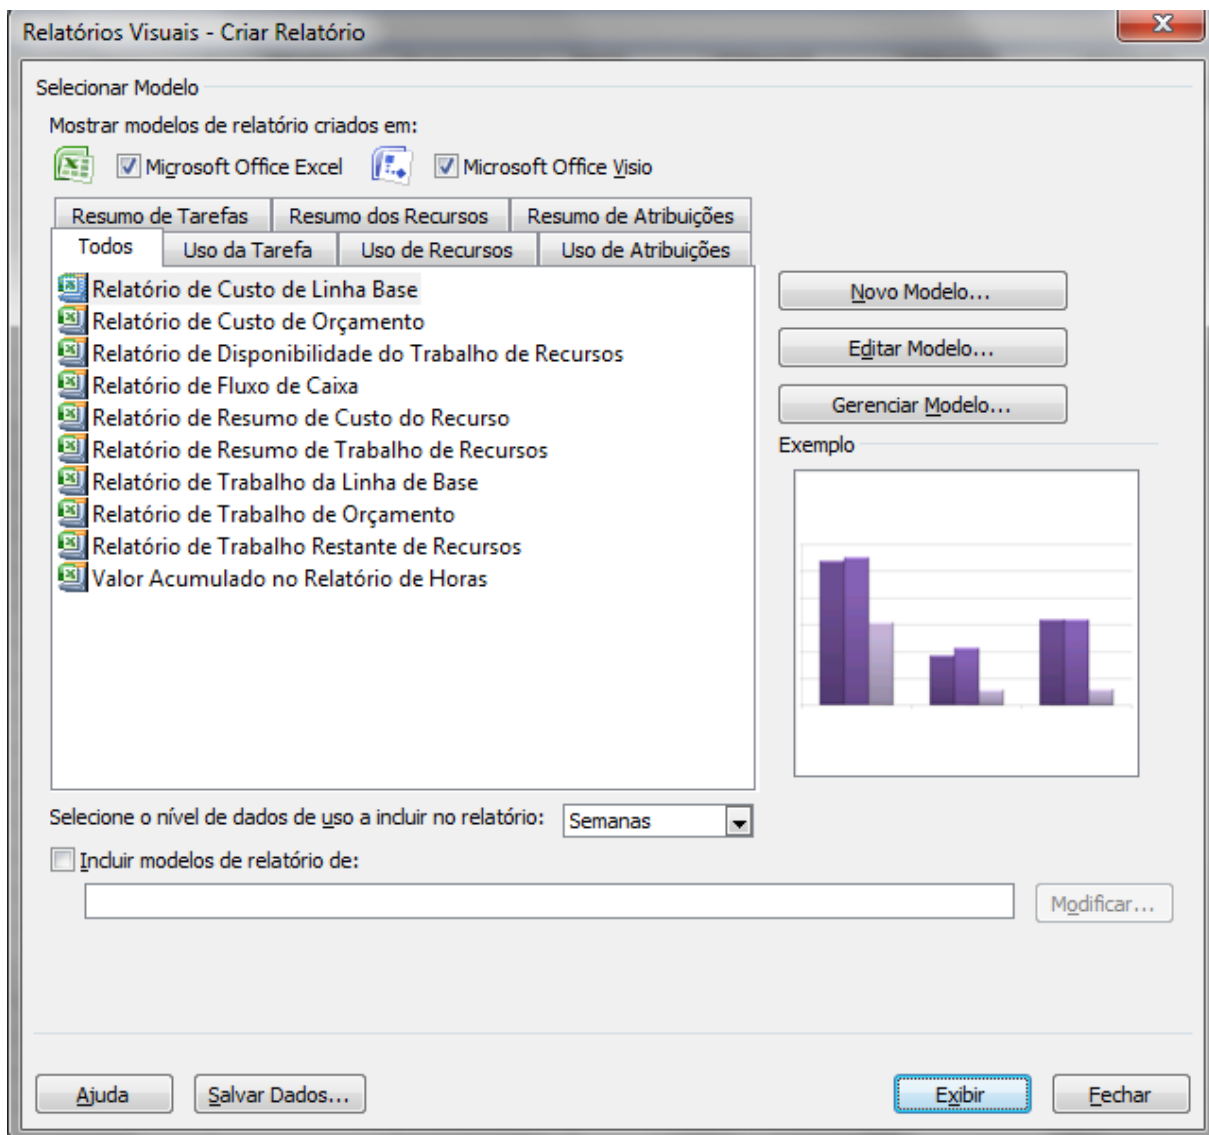 Relatórios Visuais - Criar Relatório
Selecionar Modelo
Mostrar modelos de relatório criados em:
Microsoft Office Excel Microsoft Office Visio
Resumo de Tarefas Resumo dos Recursos Resumo de Atribuições
Todos Uso da Tarefa Uso de Recursos Uso de Atribuições
Relatório de Custo de Linha Base
Relatório de Custo de Orçamento
Relatório de Disponibilidade do Trabalho de Recursos
Relatório de Fluxo de Caixa
Relatório de Resumo de Custo do Recurso
Relatório de Resumo de Trabalho de Recursos
Relatório de Trabalho da Linha de Base
Relatório de Trabalho de Orçamento
Relatório de Trabalho Restante de Recursos
Valor Acumulado no Relatório de Horas
Novo Modelo...
Editar Modelo...
Gerenciar Modelo...
Exemplo
Selecione o nível de dados de uso a incluir no relatório: Semanas
Incluir modelos de relatório de:
Modificar...
Ajuda Salvar Dados... Exibir Fechar